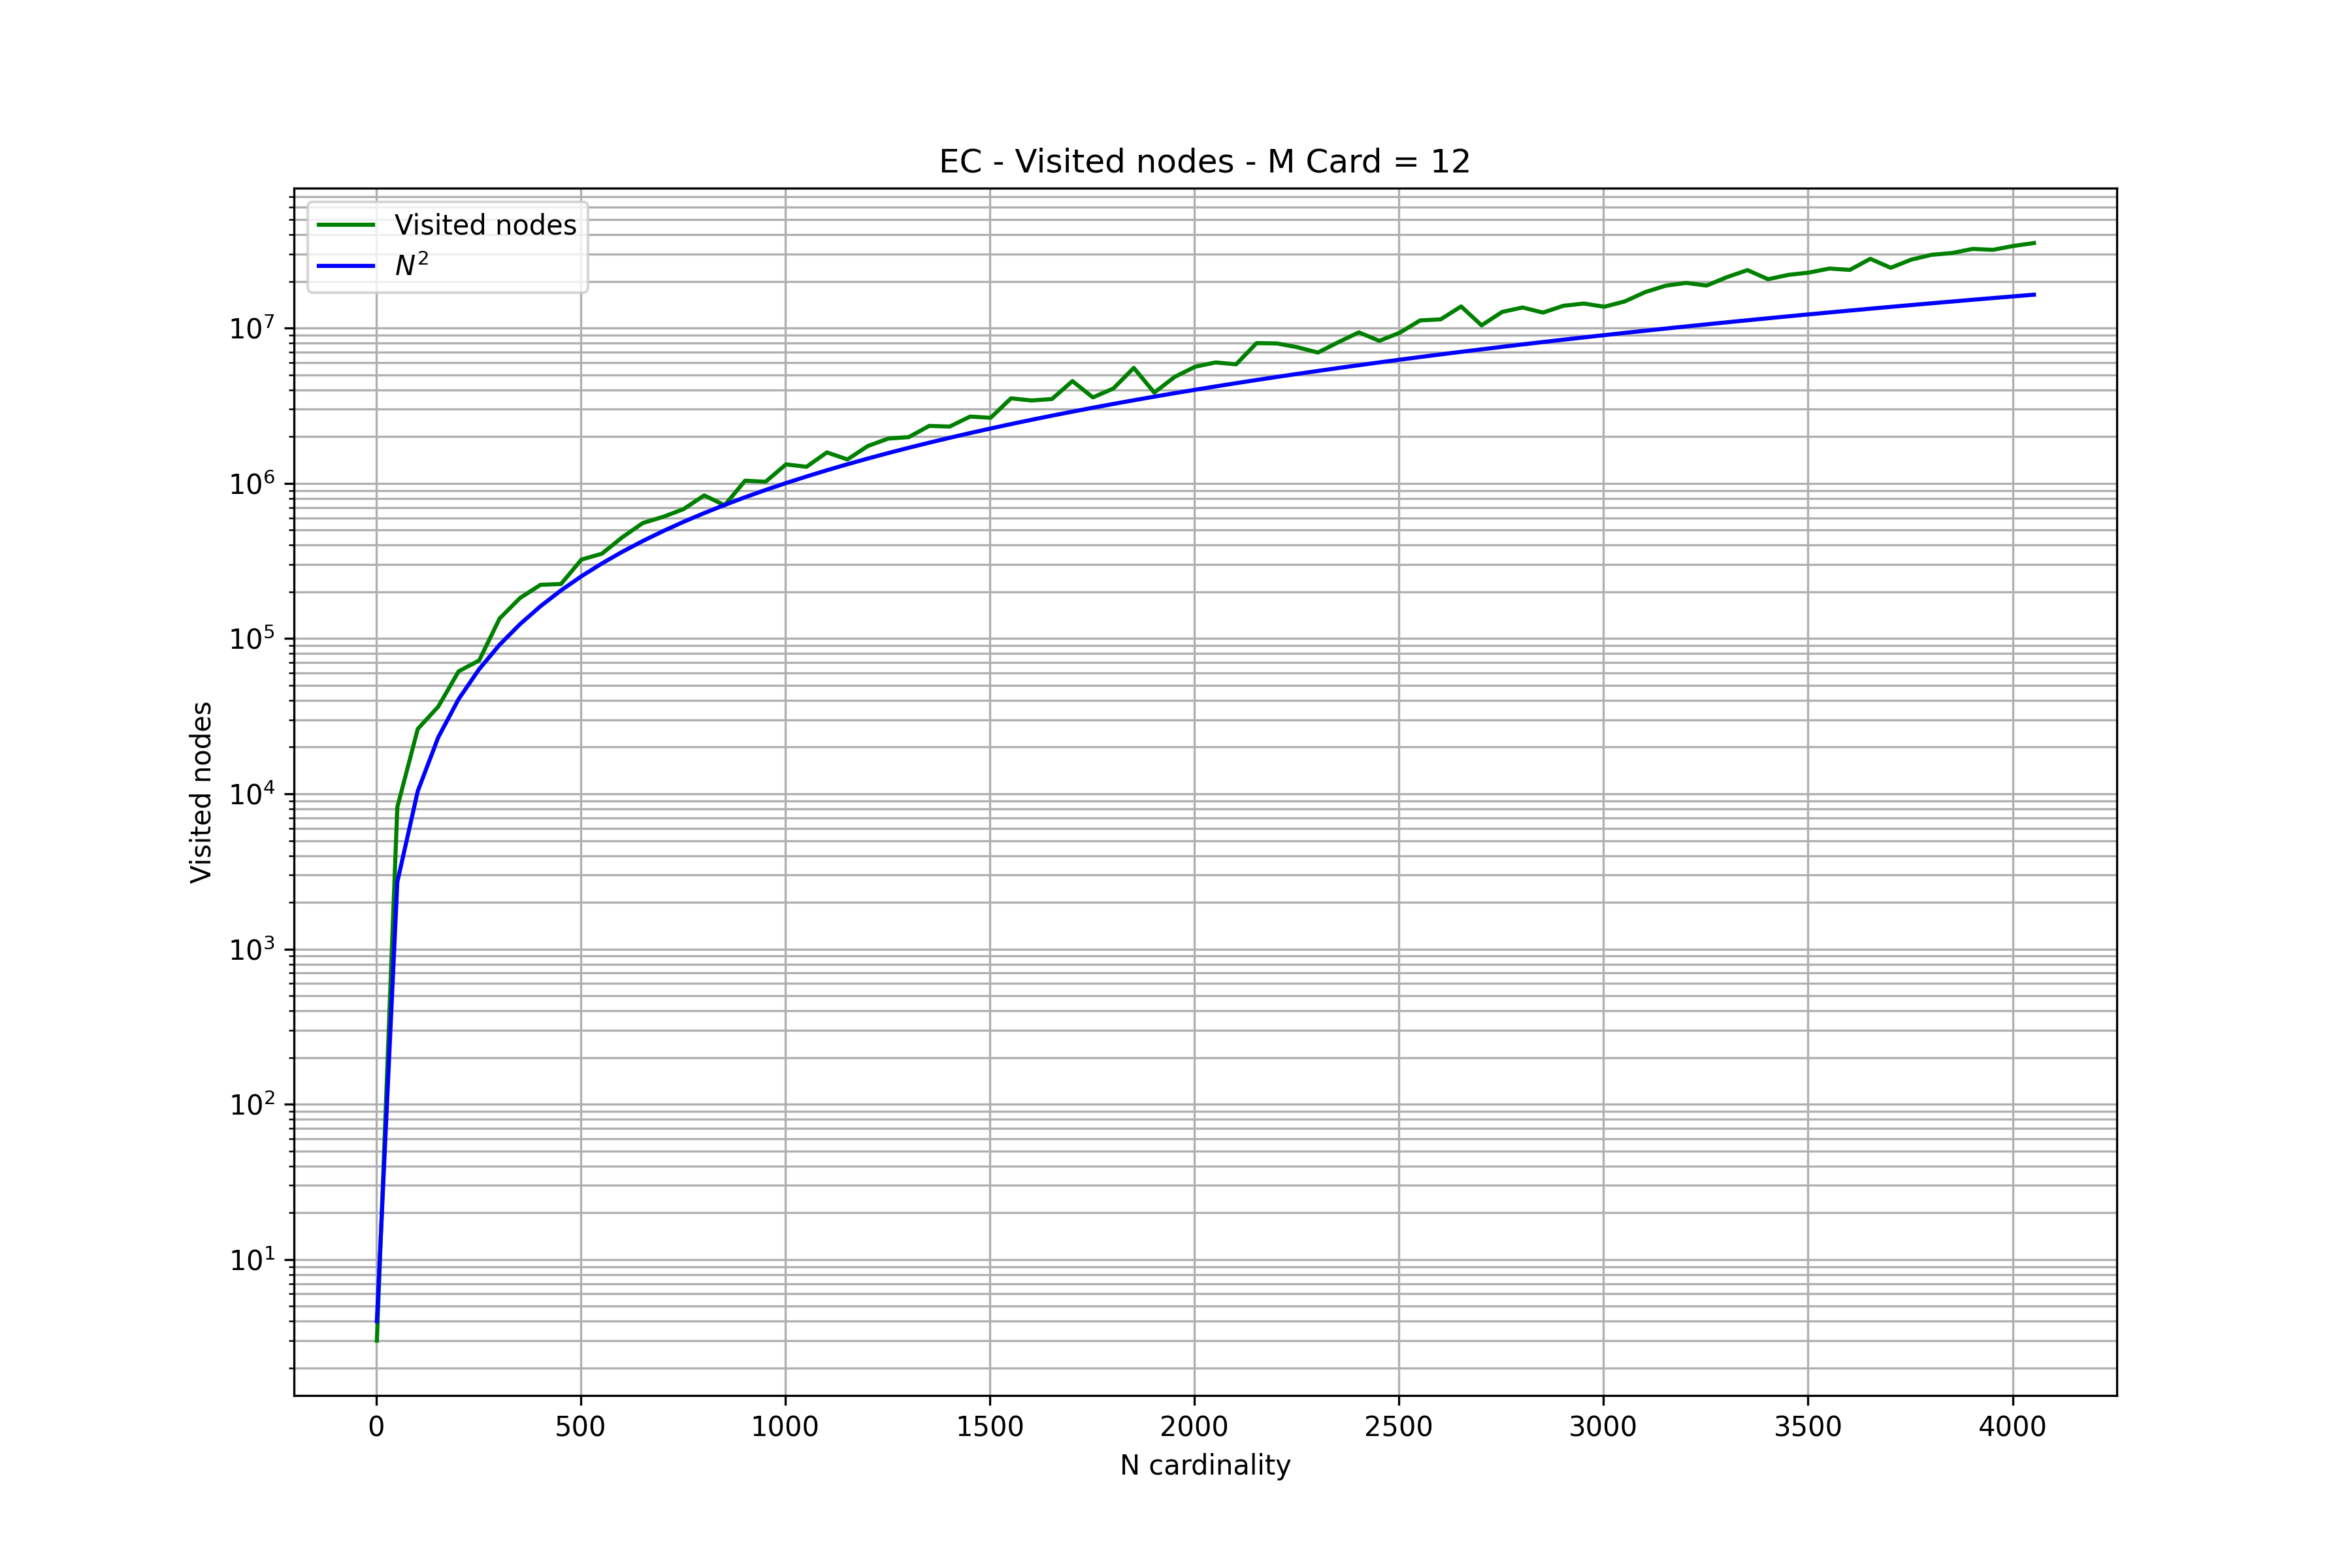 EC - Visited nodes - M Card = 12
Visited nodes
N²
10⁷
10⁶
10⁵
10⁴
10³
10²
10¹
Visited nodes
0 500 1000 1500 2000 2500 3000 3500 4000
N cardinality